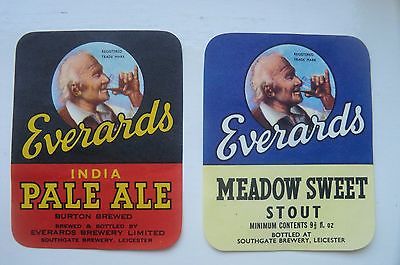 REGISTERED
TRADE MARK
Everards
INDIA
PALE ALE
BURTON BREWED
BREWED & BOTTLED BY
EVERARDS BREWERY LIMITED
SOUTHGATE BREWERY, LEICESTER
REGISTERED
TRADE MARK
Everards
MEADOW SWEET
STOUT
MINIMUM CONTENTS 9⅔ fl. oz
BOTTLED AT
SOUTHGATE BREWERY, LEICESTER